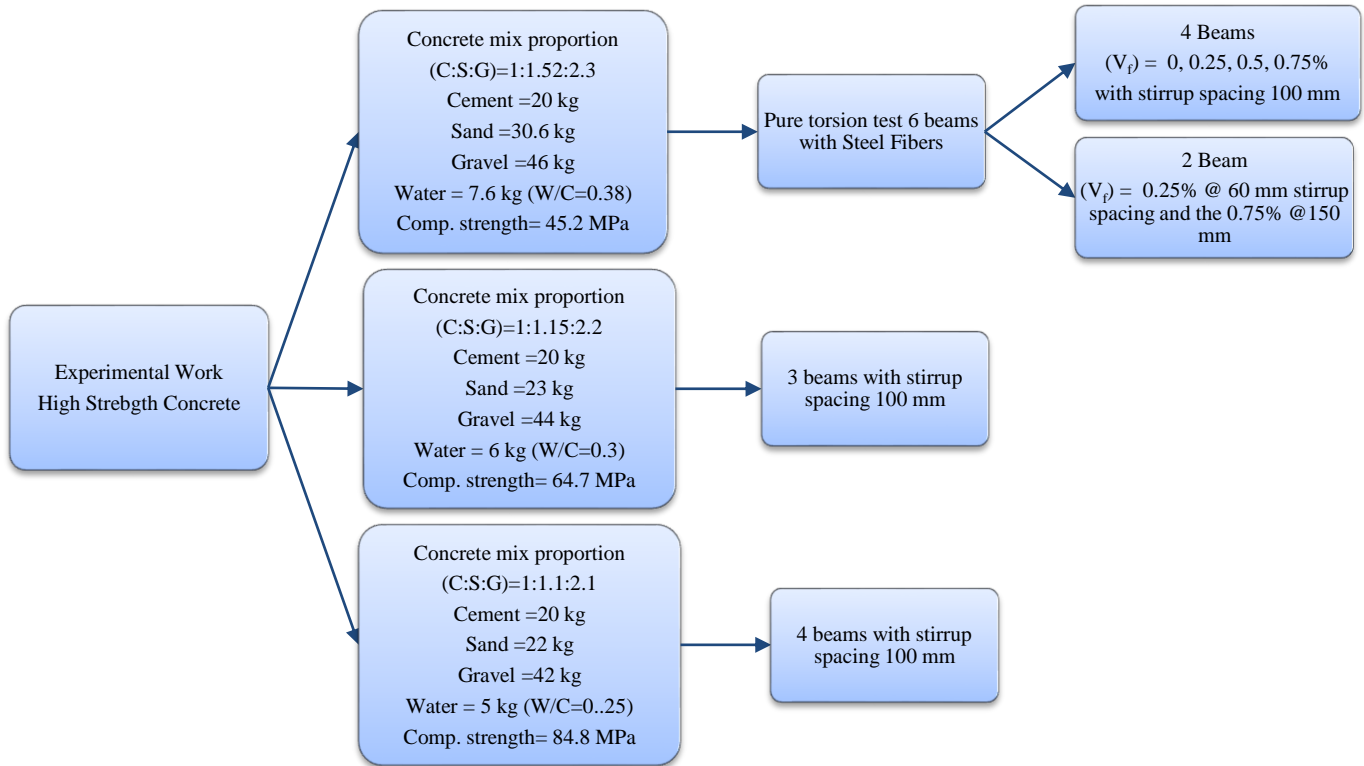 Experimental Work
High Strebgth Concrete
Concrete mix proportion
(C:S:G)=1:1.52:2.3
Cement =20 kg
Sand =30.6 kg
Gravel =46 kg
Water = 7.6 kg (W/C=0.38)
Comp. strength= 45.2 MPa
Pure torsion test 6 beams
with Steel Fibers
4 Beams
(Vf) = 0, 0.25, 0.5, 0.75%
with stirrup spacing 100 mm
2 Beam
(Vf) = 0.25% @ 60 mm stirrup
spacing and the 0.75% @150
mm
Concrete mix proportion
(C:S:G)=1:1.15:2.2
Cement =20 kg
Sand =23 kg
Gravel =44 kg
Water = 6 kg (W/C=0.3)
Comp. strength= 64.7 MPa
3 beams with stirrup
spacing 100 mm
Concrete mix proportion
(C:S:G)=1:1.1:2.1
Cement =20 kg
Sand =22 kg
Gravel =42 kg
Water = 5 kg (W/C=0..25)
Comp. strength= 84.8 MPa
4 beams with stirrup
spacing 100 mm